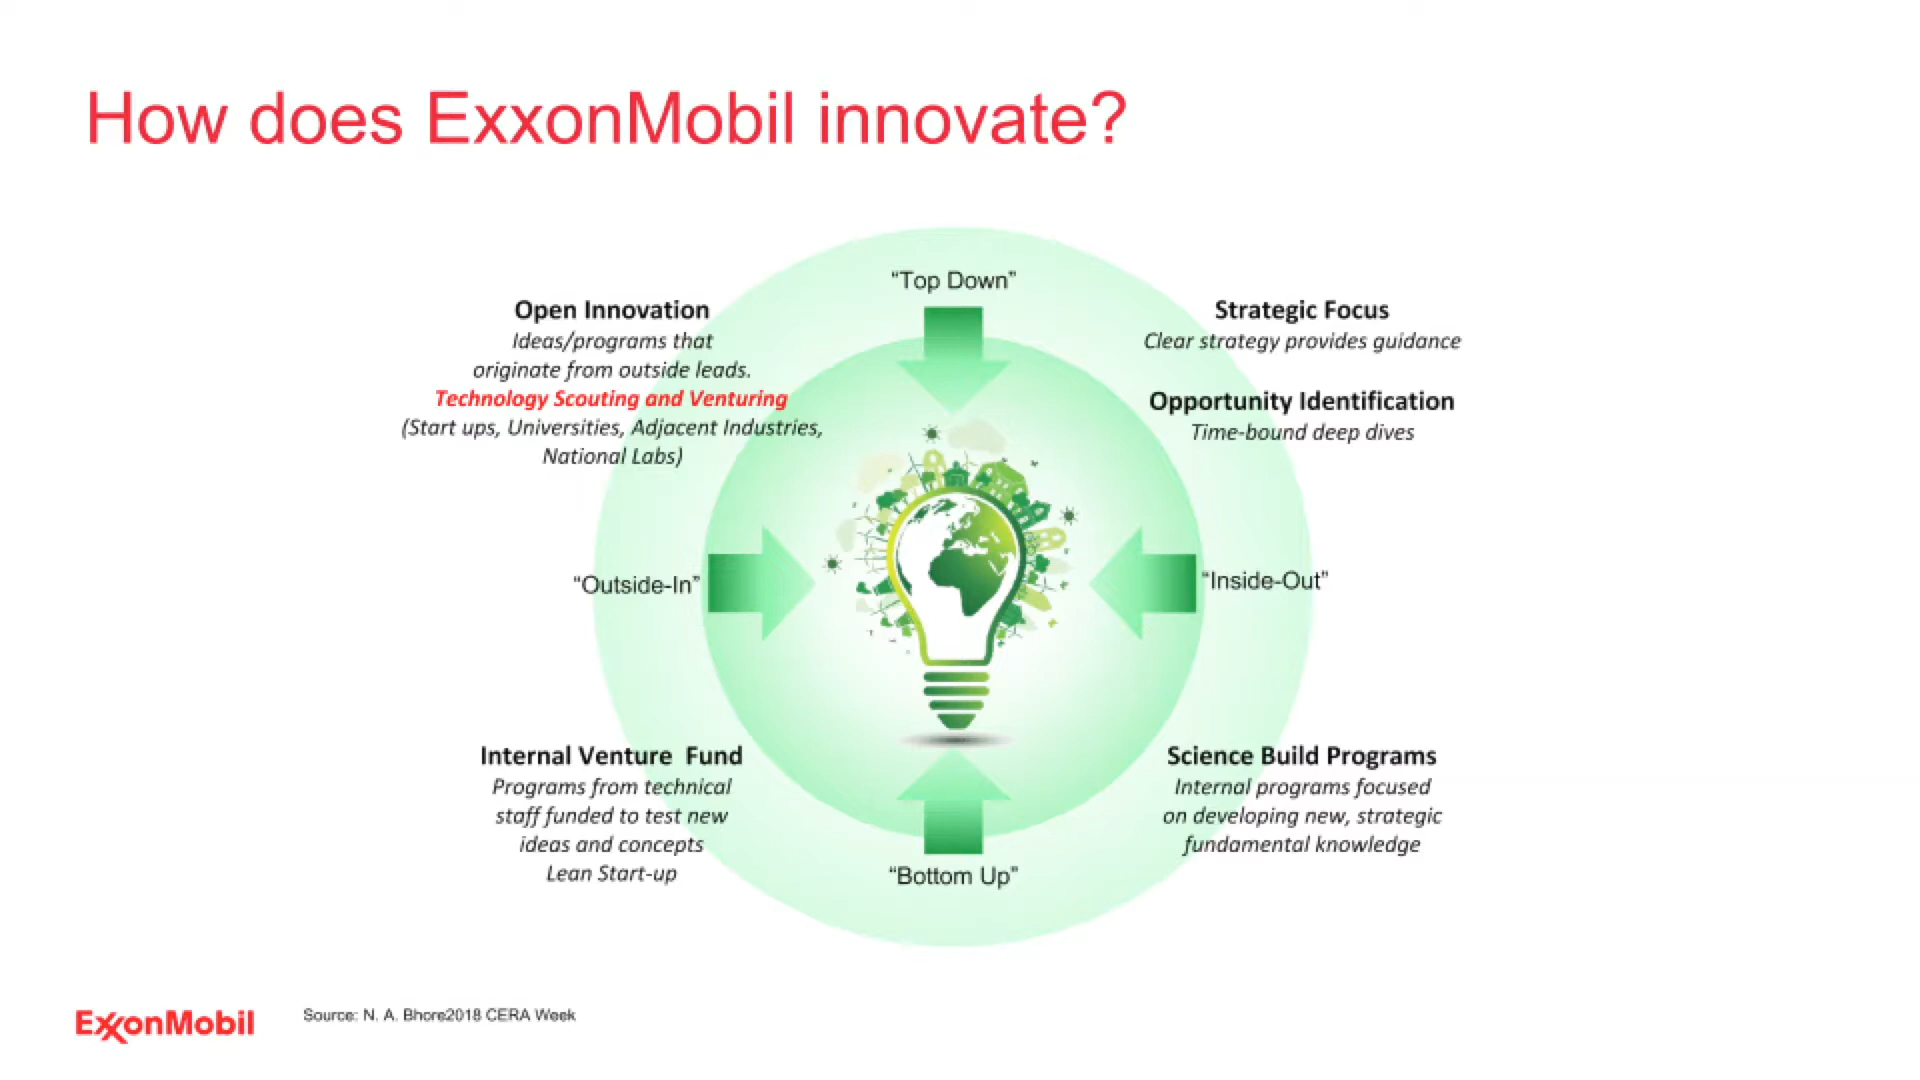 How does ExxonMobil innovate?
“Top Down”
Open Innovation
Ideas/programs that
originate from outside leads.
Technology Scouting and Venturing
(Start ups, Universities, Adjacent Industries,
National Labs)
Strategic Focus
Clear strategy provides guidance
Opportunity Identification
Time-bound deep dives
“Outside-In”
“Inside-Out”
Internal Venture Fund
Programs from technical
staff funded to test new
ideas and concepts
Lean Start-up
Science Build Programs
Internal programs focused
on developing new, strategic
fundamental knowledge
“Bottom Up”
ExxonMobil
Source: N. A. Bhore2018 CERA Week